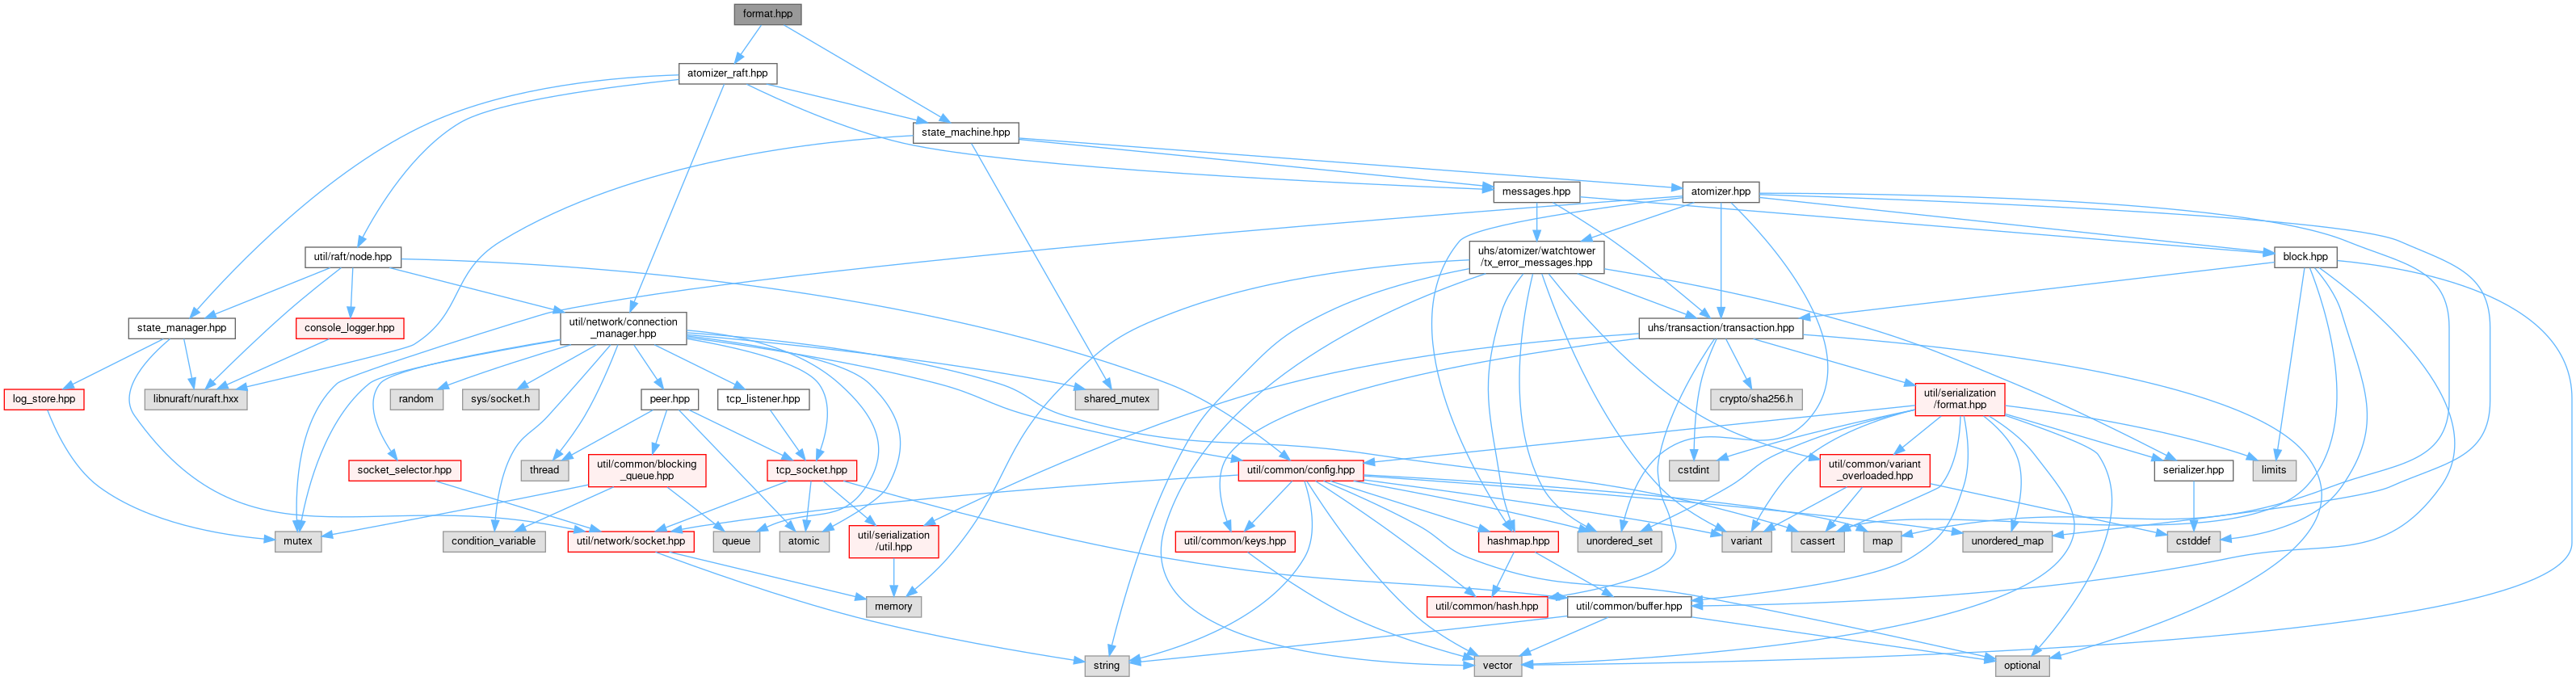 format.hpp
atomizer_raft.hpp
state_machine.hpp
messages.hpp
atomizer.hpp
util/raft/node.hpp
uhs/atomizer/watchtower
/tx_error_messages.hpp
block.hpp
state_manager.hpp
console_logger.hpp
util/network/connection
_manager.hpp
uhs/transaction/transaction.hpp
log_store.hpp
libnuraft/nuraft.hxx
random
sys/socket.h
peer.hpp
tcp_listener.hpp
shared_mutex
crypto/sha256.h
util/serialization
/format.hpp
socket_selector.hpp
thread
util/common/blocking
_queue.hpp
tcp_socket.hpp
util/common/config.hpp
cstdint
util/common/variant
_overloaded.hpp
serializer.hpp
limits
mutex
condition_variable
util/network/socket.hpp
queue
atomic
util/serialization
/util.hpp
util/common/keys.hpp
hashmap.hpp
unordered_set
variant
cassert
map
unordered_map
cstddef
memory
util/common/hash.hpp
util/common/buffer.hpp
string
vector
optional